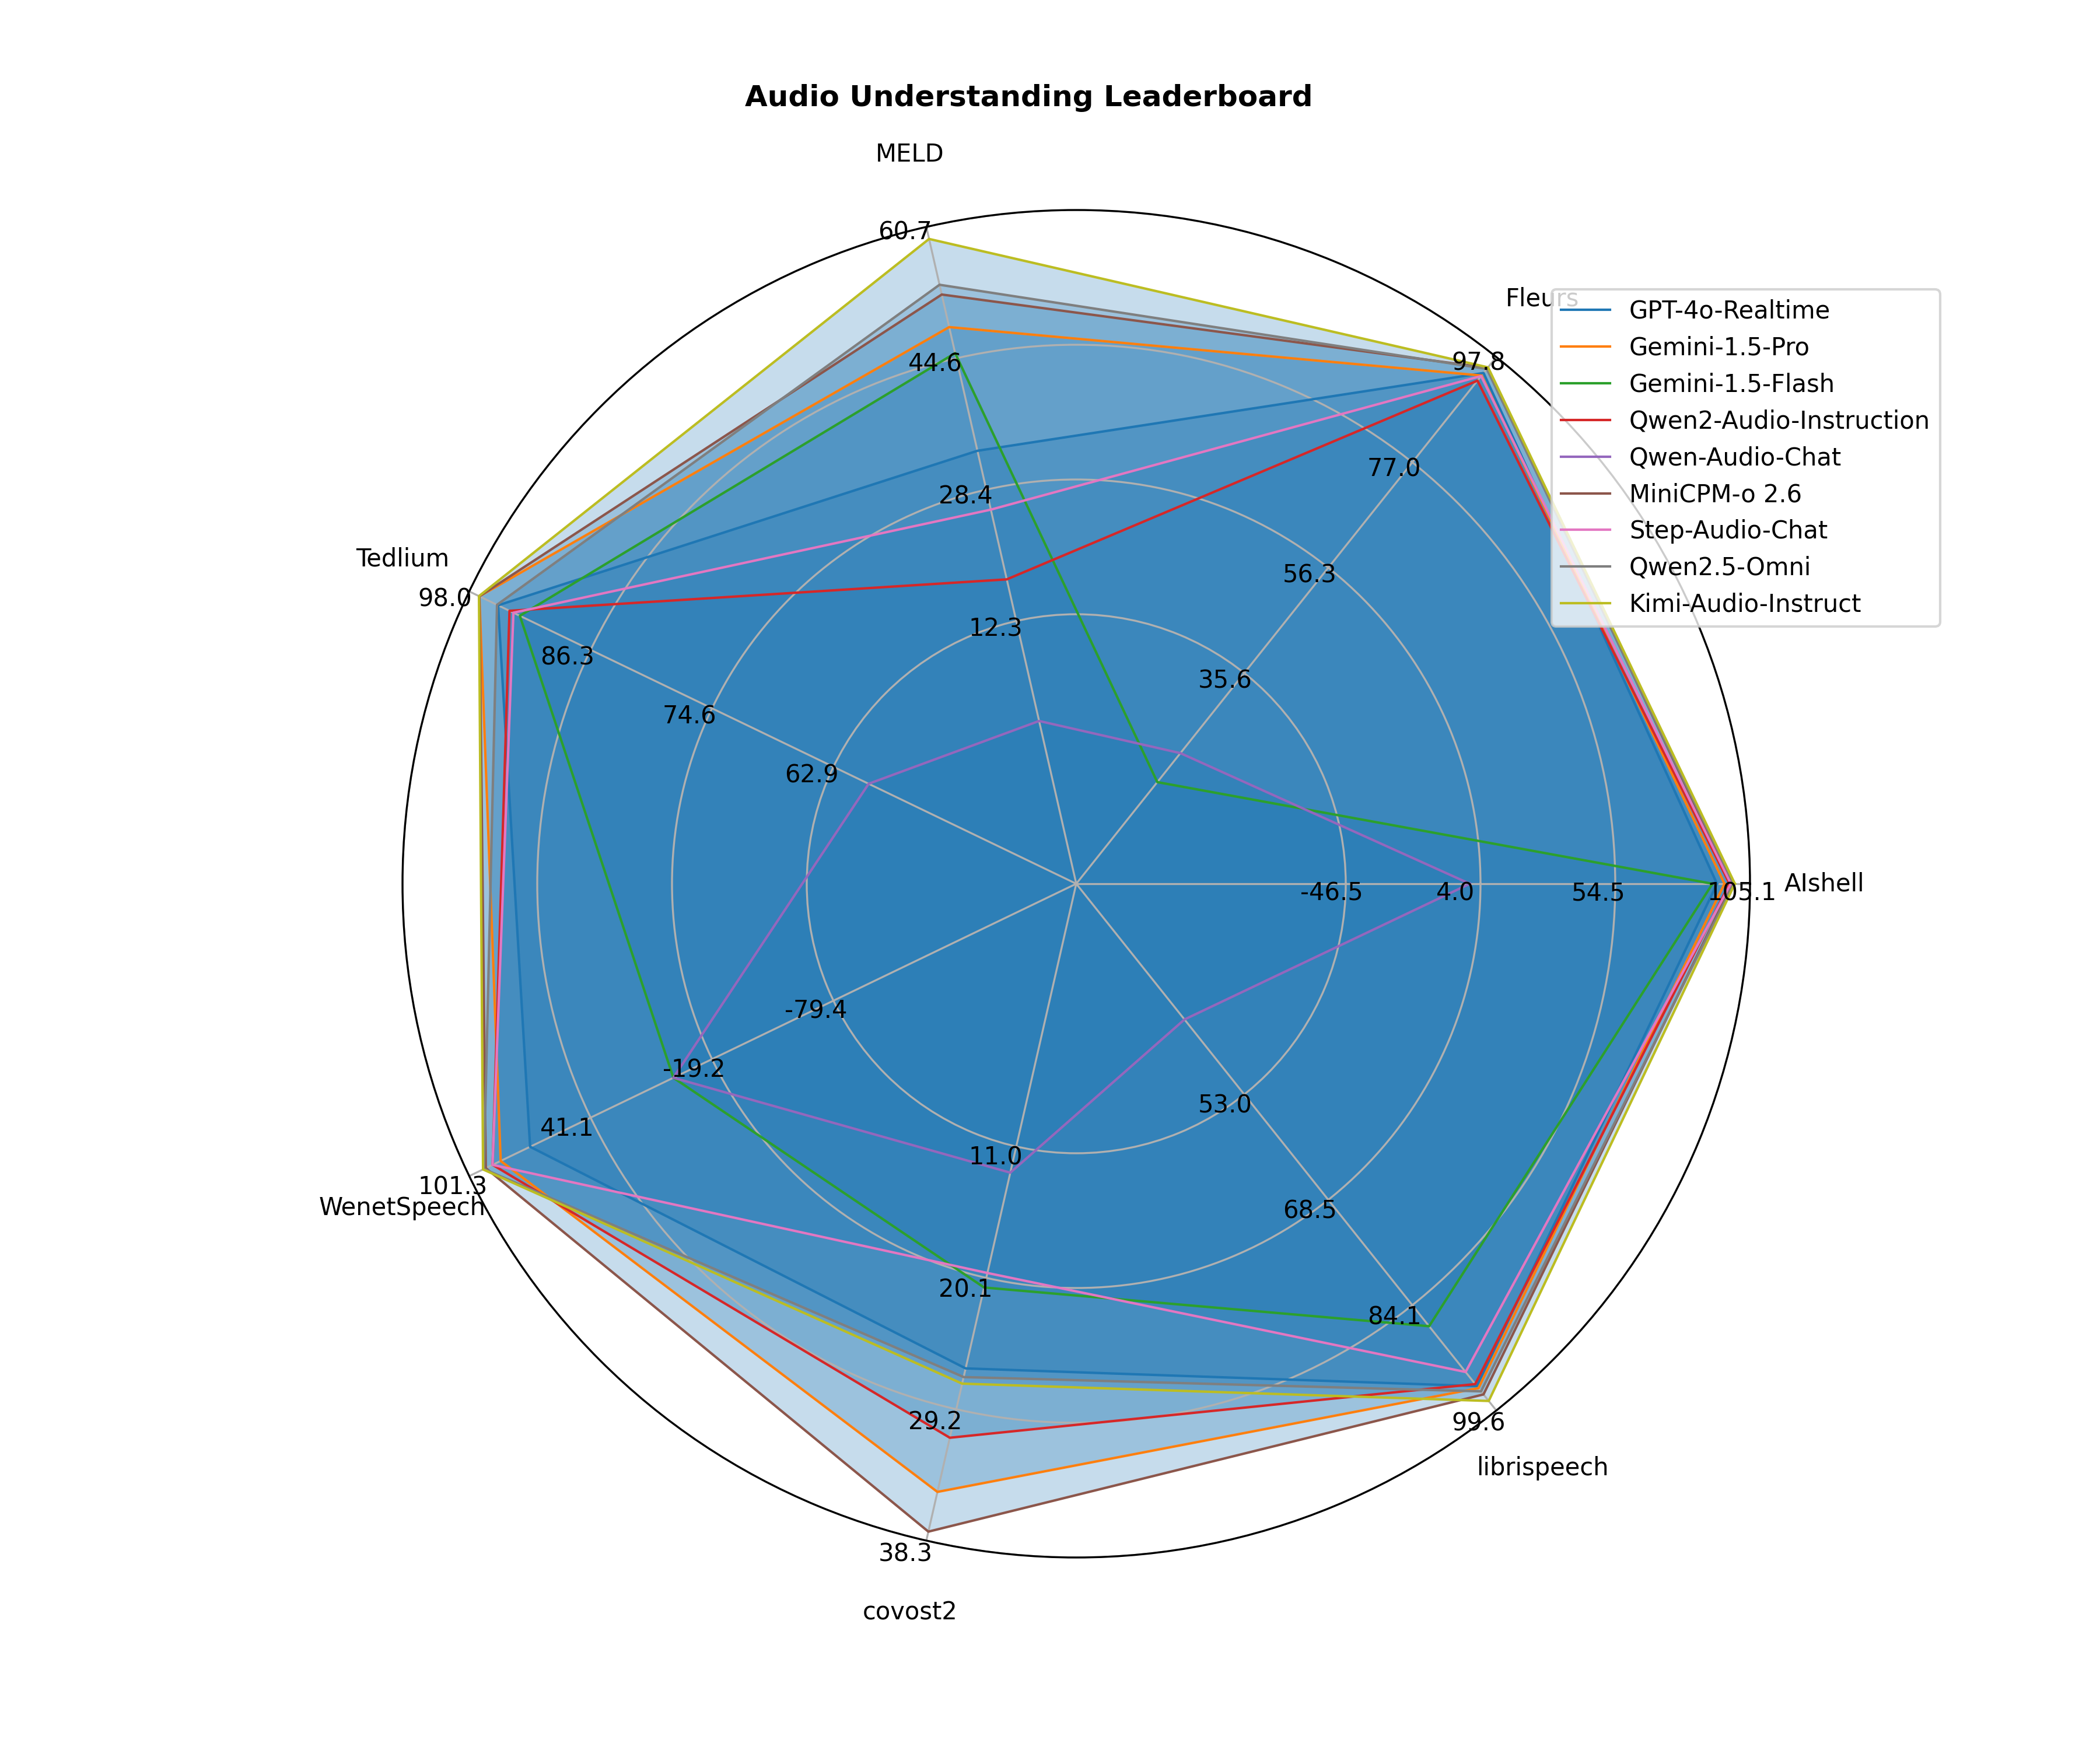 Audio Understanding Leaderboard
MELD
60.7
Fleurs
GPT-4o-Realtime
Gemini-1.5-Pro
Gemini-1.5-Flash
Qwen2-Audio-Instruction
Qwen-Audio-Chat
MiniCPM-o 2.6
Step-Audio-Chat
Qwen2.5-Omni
Kimi-Audio-Instruct
44.6
97.8
77.0
28.4
Tedlium
98.0
56.3
12.3
86.3
35.6
74.6
62.9
-46.5
4.0
54.5
105.1
AIshell
-79.4
-19.2
41.1
101.3
WenetSpeech
11.0
53.0
20.1
68.5
29.2
84.1
99.6
librispeech
38.3
covost2